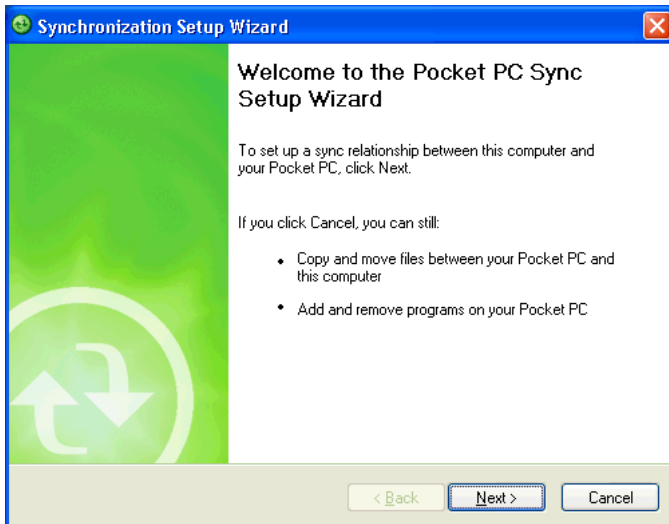 Synchronization Setup Wizard
Welcome to the Pocket PC Sync
Setup Wizard
To set up a sync relationship between this computer and
your Pocket PC, click Next.
If you click Cancel, you can still:
• Copy and move files between your Pocket PC and
this computer
• Add and remove programs on your Pocket PC
< Back Next > Cancel